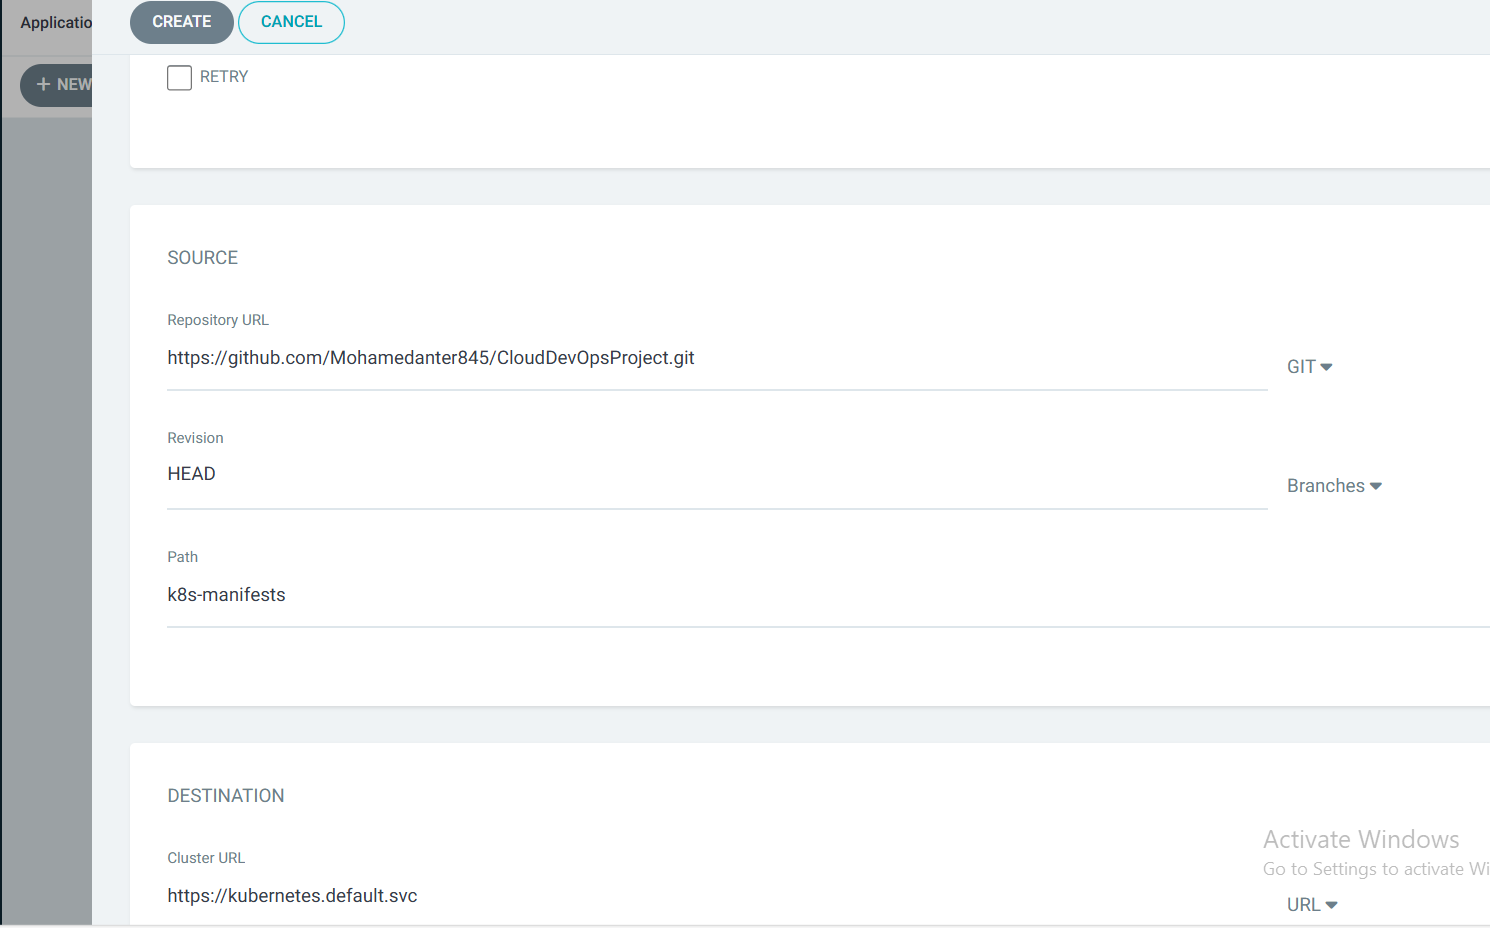 Applicatio
CREATE CANCEL
+ NEW
RETRY
SOURCE
Repository URL
https://github.com/Mohamedanter845/CloudDevOpsProject.git
GIT
Revision
HEAD
Branches
Path
k8s-manifests
DESTINATION
Cluster URL
https://kubernetes.default.svc
URL
Activate Windows
Go to Settings to activate Wi